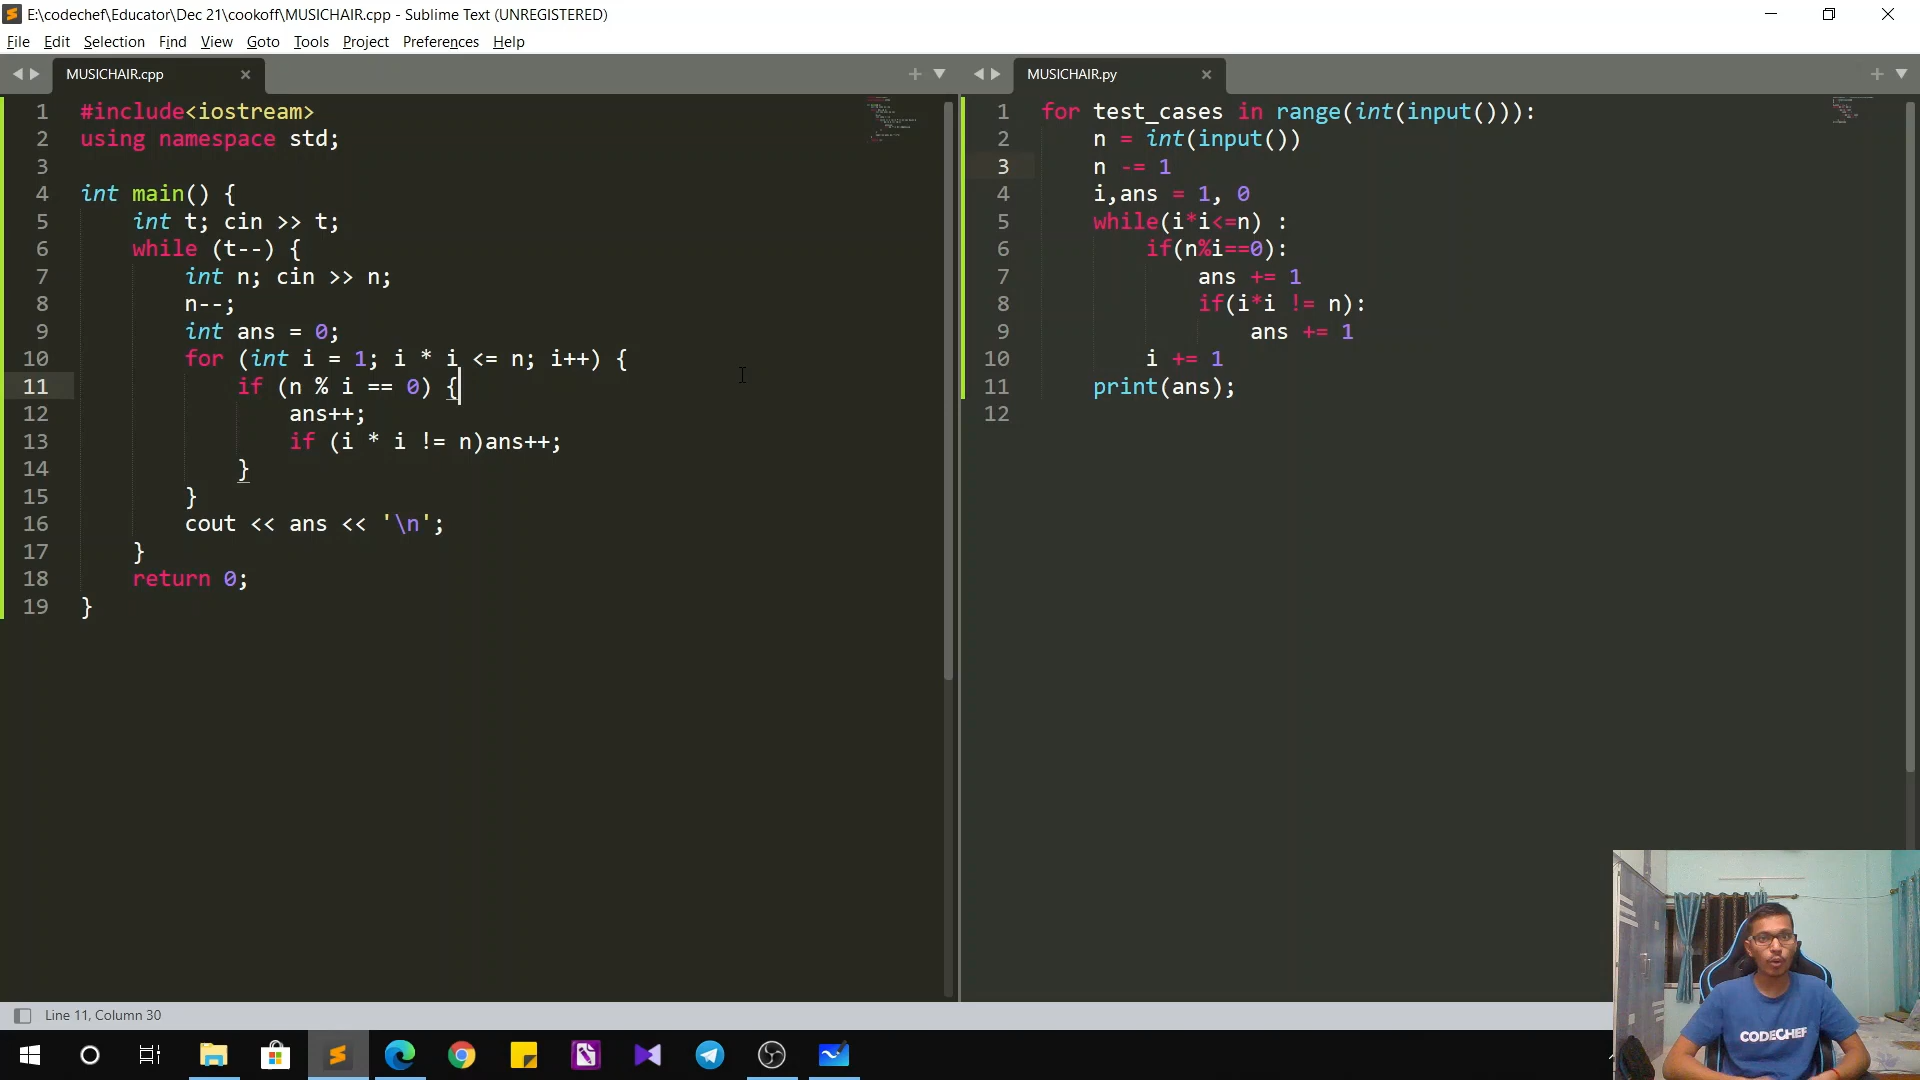 E:\codechef\Educator\Dec 21\cookoff\MUSICHAIR.cpp - Sublime Text (UNREGISTERED)
File Edit Selection Find View Goto Tools Project Preferences Help
MUSICHAIR.cpp
1 #include<iostream>
2 using namespace std;
3
4 int main() {
5 int t; cin >> t;
6 while (t--) {
7 int n; cin >> n;
8 n--;
9 int ans = 0;
10 for (int i = 1; i * i <= n; i++) {
11 if (n % i == 0) {
12 ans++;
13 if (i * i != n)ans++;
14 }
15 }
16 cout << ans << '\n';
17 }
18 return 0;
19 }
MUSICHAIR.py
1 for test_cases in range(int(input())):
2 n = int(input())
3 n -= 1
4 i,ans = 1, 0
5 while(i*i<=n) :
6 if(n%i==0):
7 ans += 1
8 if(i*i != n):
9 ans += 1
10 i += 1
11 print(ans);
12
Line 11, Column 30
CODECHEF